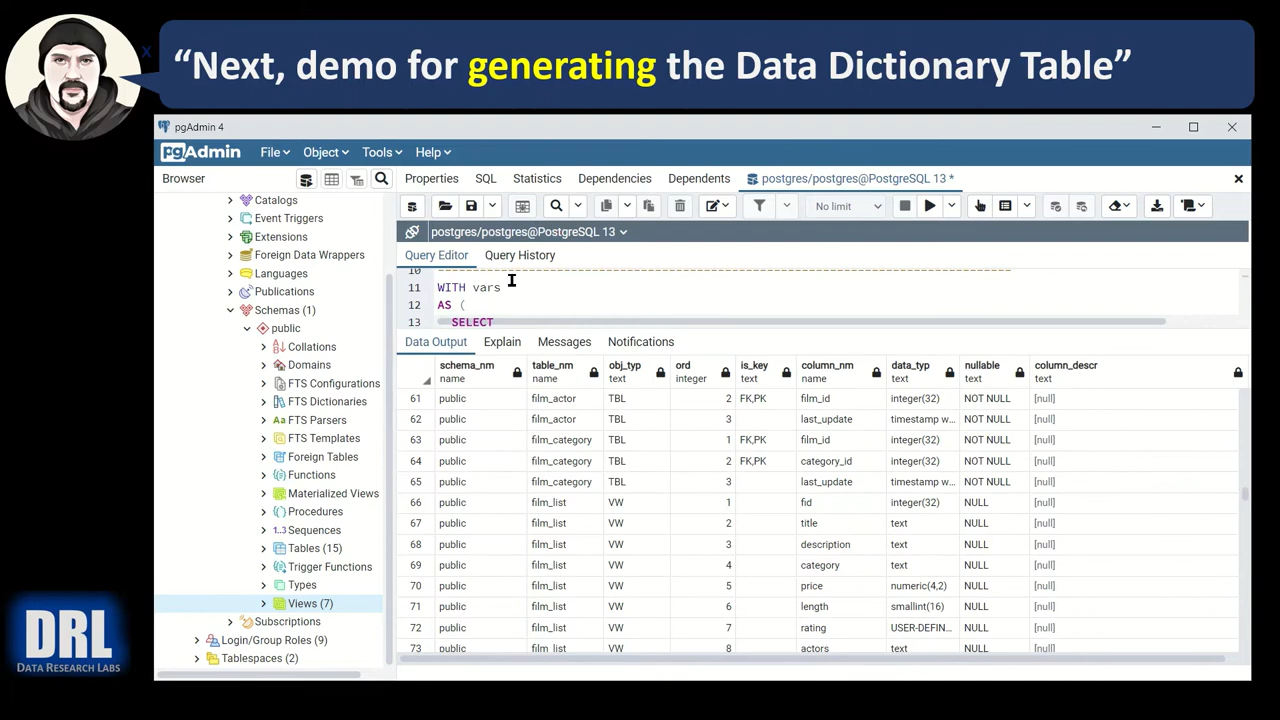 x
“Next, demo for generating the Data Dictionary Table”
pgAdmin 4
pgAdmin File Object Tools Help
Browser
Properties SQL Statistics Dependencies Dependents postgres/postgres@PostgreSQL 13 *
No limit
postgres/postgres@PostgreSQL 13
Query Editor Query History
10 --------------------------------------------------------------------------------
11 WITH vars
12 AS (
13 SELECT
Data Output Explain Messages Notifications
Catalogs
Event Triggers
Extensions
Foreign Data Wrappers
Languages
Publications
Schemas (1)
public
Collations
Domains
FTS Configurations
FTS Dictionaries
FTS Parsers
FTS Templates
Foreign Tables
Functions
Materialized Views
Procedures
1..3 Sequences
Tables (15)
Trigger Functions
Types
Views (7)
Subscriptions
Login/Group Roles (9)
Tablespaces (2)
schema_nm table_nm obj_typ ord is_key column_nm data_typ nullable column_descr
name name text integer text name text text text
61 public film_actor TBL 2 FK,PK film_id integer(32) NOT NULL [null]
62 public film_actor TBL 3 last_update timestamp w... NOT NULL [null]
63 public film_category TBL 1 FK,PK film_id integer(32) NOT NULL [null]
64 public film_category TBL 2 FK,PK category_id integer(32) NOT NULL [null]
65 public film_category TBL 3 last_update timestamp w... NOT NULL [null]
66 public film_list VW 1 fid integer(32) NULL [null]
67 public film_list VW 2 title text NULL [null]
68 public film_list VW 3 description text NULL [null]
69 public film_list VW 4 category text NULL [null]
70 public film_list VW 5 price numeric(4,2) NULL [null]
71 public film_list VW 6 length smallint(16) NULL [null]
72 public film_list VW 7 rating USER-DEFIN... NULL [null]
73 public film_list VW 8 actors text NULL [null]
DRL
DATA RESEARCH LABS